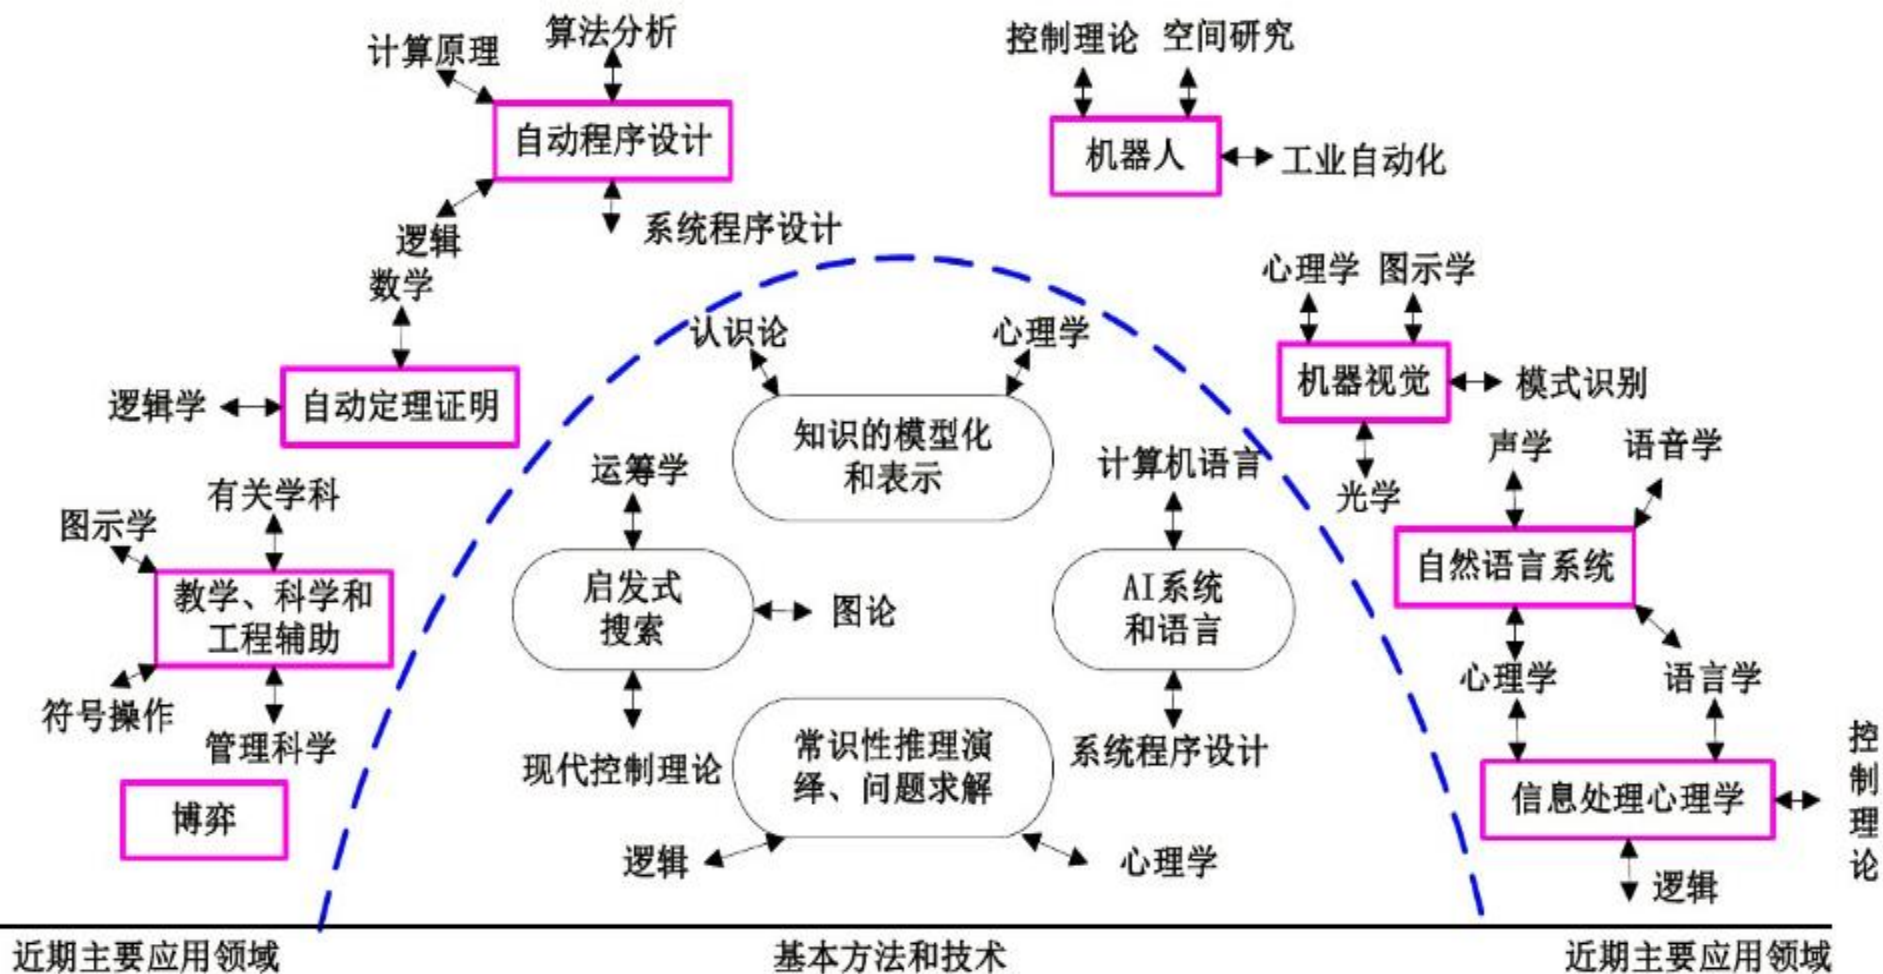 算法分析
计算原理
自动程序设计
逻辑
系统程序设计
控制理论
空间研究
机器人
工业自动化
数学
逻辑学
自动定理证明
心理学
图示学
机器视觉
模式识别
光学
认识论
心理学
知识的模型化
和表示
运筹学
启发式
搜索
图论
现代控制理论
计算机语言
AI系统
和语言
系统程序设计
常识性推理演
绎、问题求解
逻辑
心理学
有关学科
图示学
教学、科学和
工程辅助
符号操作
管理科学
博弈
声学
语音学
自然语言系统
心理学
语言学
信息处理心理学
控制理论
逻辑
近期主要应用领域
基本方法和技术
近期主要应用领域